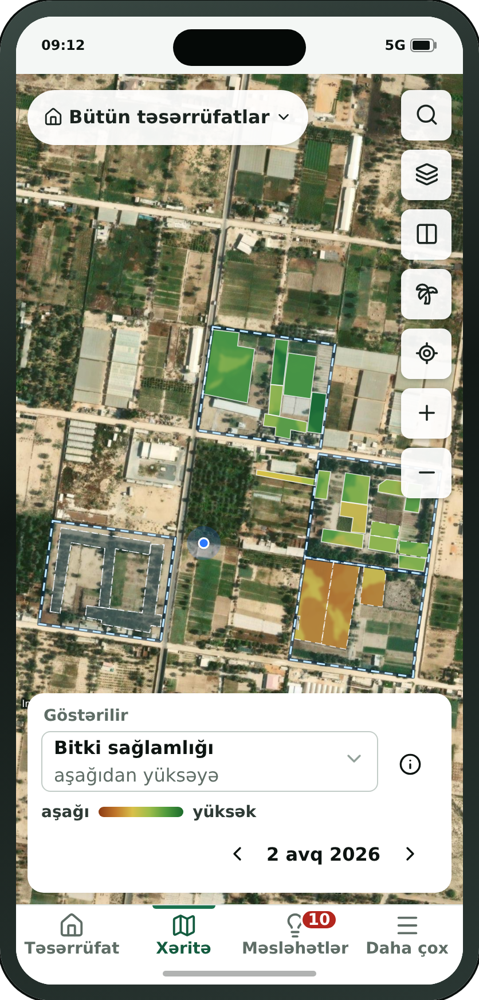 09:12
5G
Bütün təsərrüfatlar
Göstərilir
Bitki sağlamlığı
aşağıdan yüksəyə
aşağı
yüksək
2 avq 2026
10
Təsərrüfat
Xəritə
Məsləhətlər
Daha çox